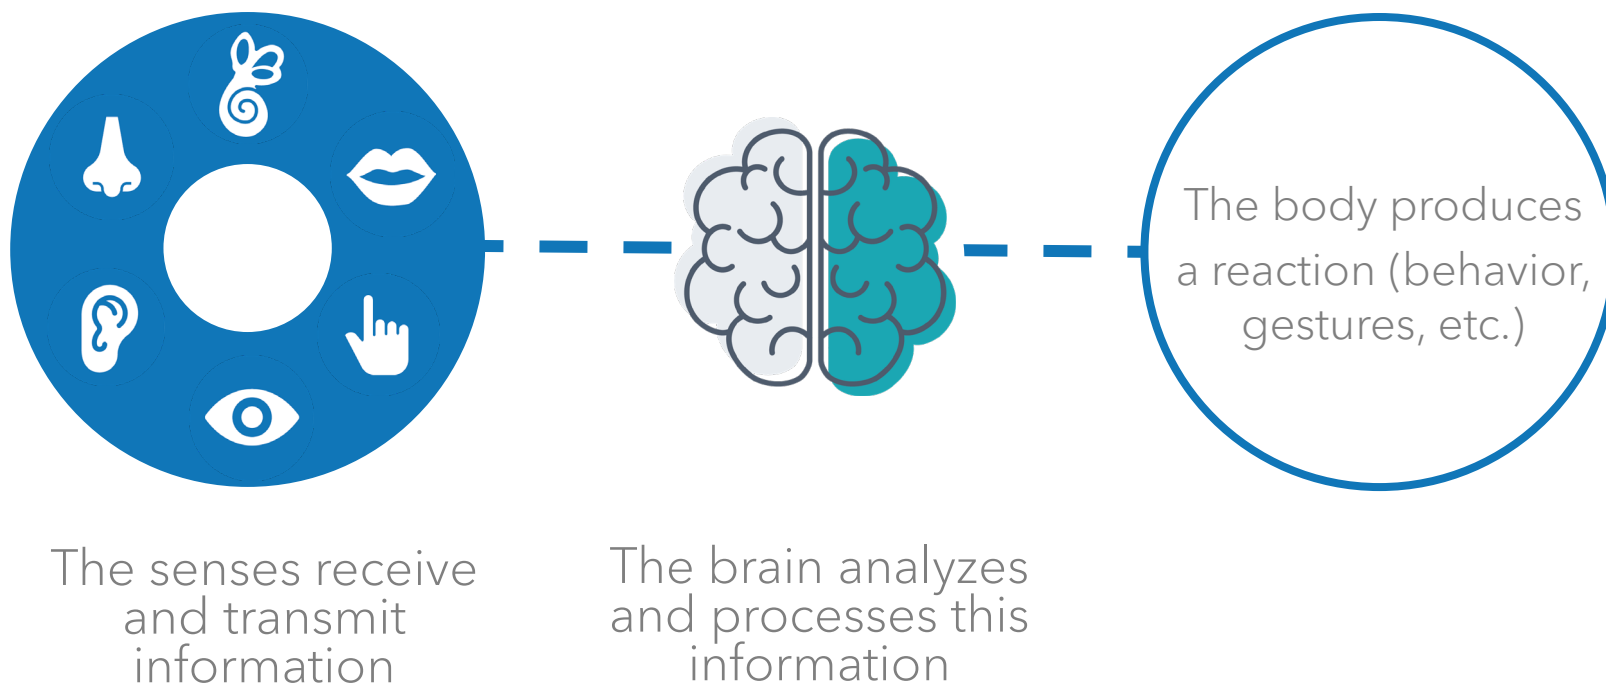 The senses receive
and transmit
information
The brain analyzes
and processes this
information
The body produces
a reaction (behavior,
gestures, etc.)